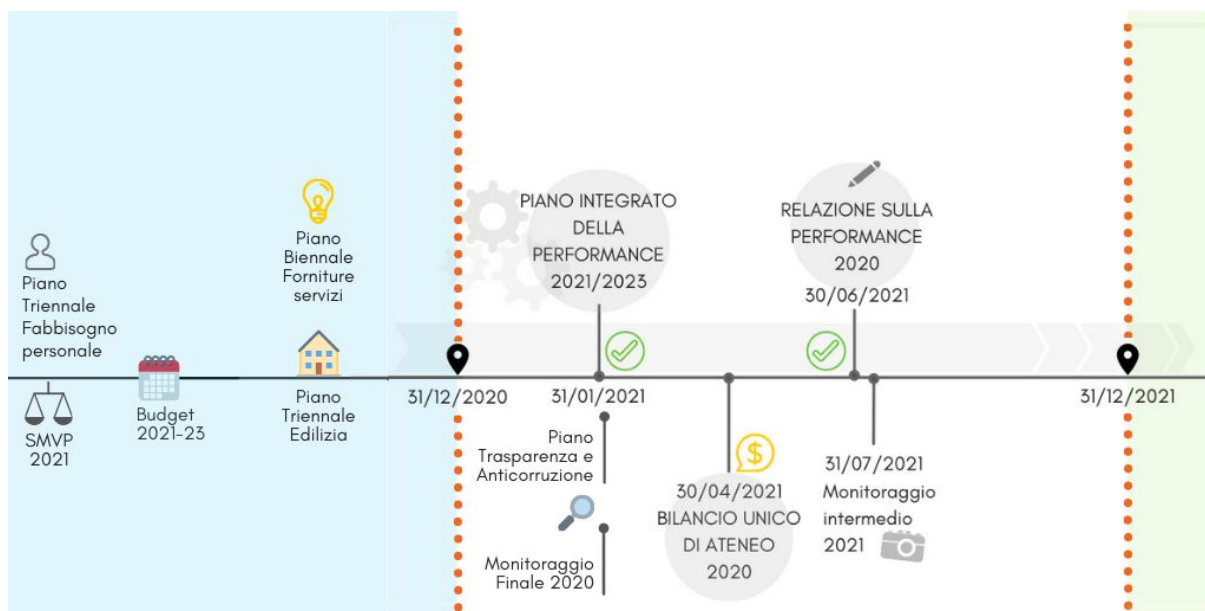 Piano
Triennale
Fabbisogno
personale
SMVP
2021
Budget
2021-23
Piano
Biennale
Forniture
servizi
Piano
Triennale
Edilizia
31/12/2020
PIANO INTEGRATO
DELLA
PERFORMANCE
2021/2023
31/01/2021
Piano
Trasparenza e
Anticorruzione
Monitoraggio
Finale 2020
$
30/04/2021
BILANCIO UNICO
DI ATENEO
2020
RELAZIONE SULLA
PERFORMANCE
2020
30/06/2021
31/07/2021
Monitoraggio
intermedio
2021
31/12/2021